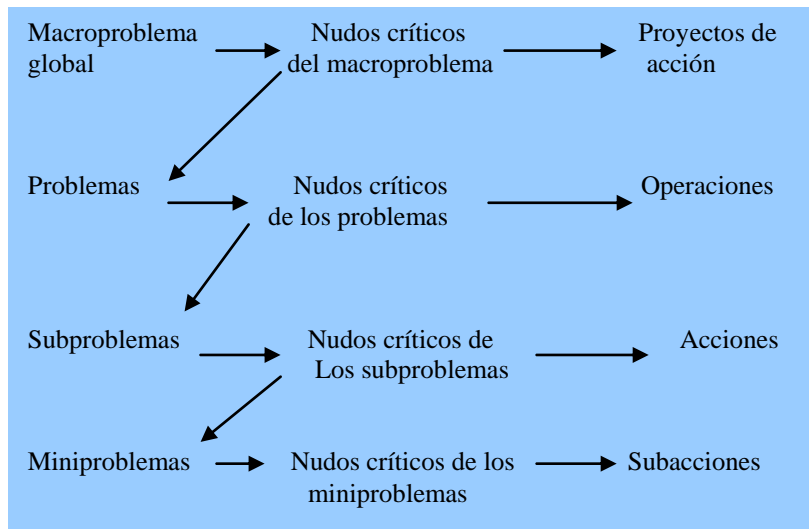 Macroproblema
global
Nudos críticos
del macroproblema
Proyectos de
acción
Problemas
Nudos críticos
de los problemas
Operaciones
Subproblemas
Nudos críticos de
Los subproblemas
Acciones
Miniproblemas
Nudos críticos de los
miniproblemas
Subacciones